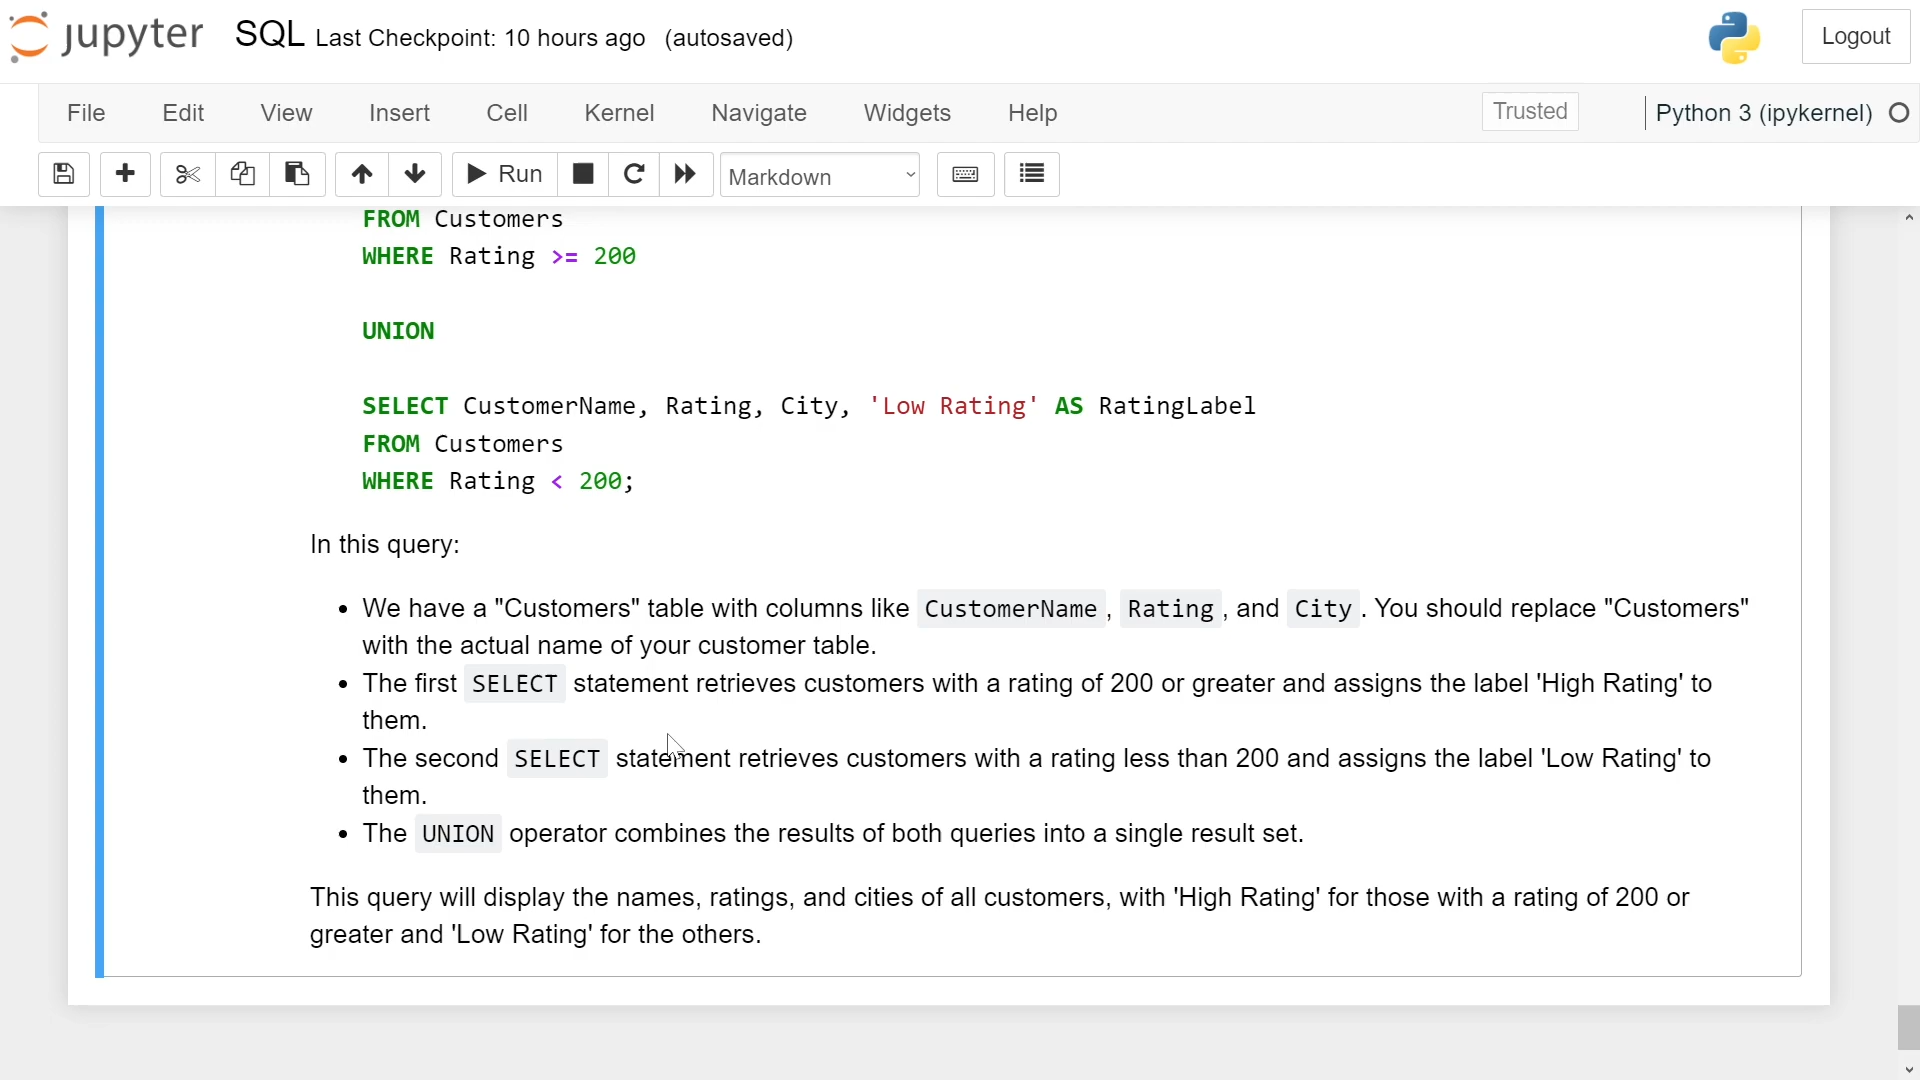 jupyter SQL Last Checkpoint: 10 hours ago (autosaved) Logout
File Edit View Insert Cell Kernel Navigate Widgets Help Trusted Python 3 (ipykernel)
Run Markdown
FROM Customers
WHERE Rating >= 200
UNION
SELECT CustomerName, Rating, City, 'Low Rating' AS RatingLabel
FROM Customers
WHERE Rating < 200;
In this query:
• We have a "Customers" table with columns like CustomerName , Rating , and City . You should replace "Customers"
with the actual name of your customer table.
• The first SELECT statement retrieves customers with a rating of 200 or greater and assigns the label 'High Rating' to
them.
• The second SELECT statement retrieves customers with a rating less than 200 and assigns the label 'Low Rating' to
them.
• The UNION operator combines the results of both queries into a single result set.
This query will display the names, ratings, and cities of all customers, with 'High Rating' for those with a rating of 200 or
greater and 'Low Rating' for the others.